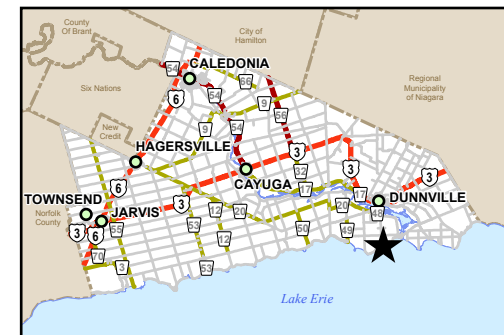 County
Of Brant
City of
Hamilton
54
CALEDONIA
56
Six Nations
6
54
Regional
Municipality
of Niagara
9
New
Credit
9
54
56
HAGERSVILLE
3
3
32
6
CAYUGA
17
17
3
TOWNSEND
3
DUNNVILLE
Norfolk
County
JARVIS
20
20
48
3
6
55
53
12
12
50
49
70
3
53
Lake Erie